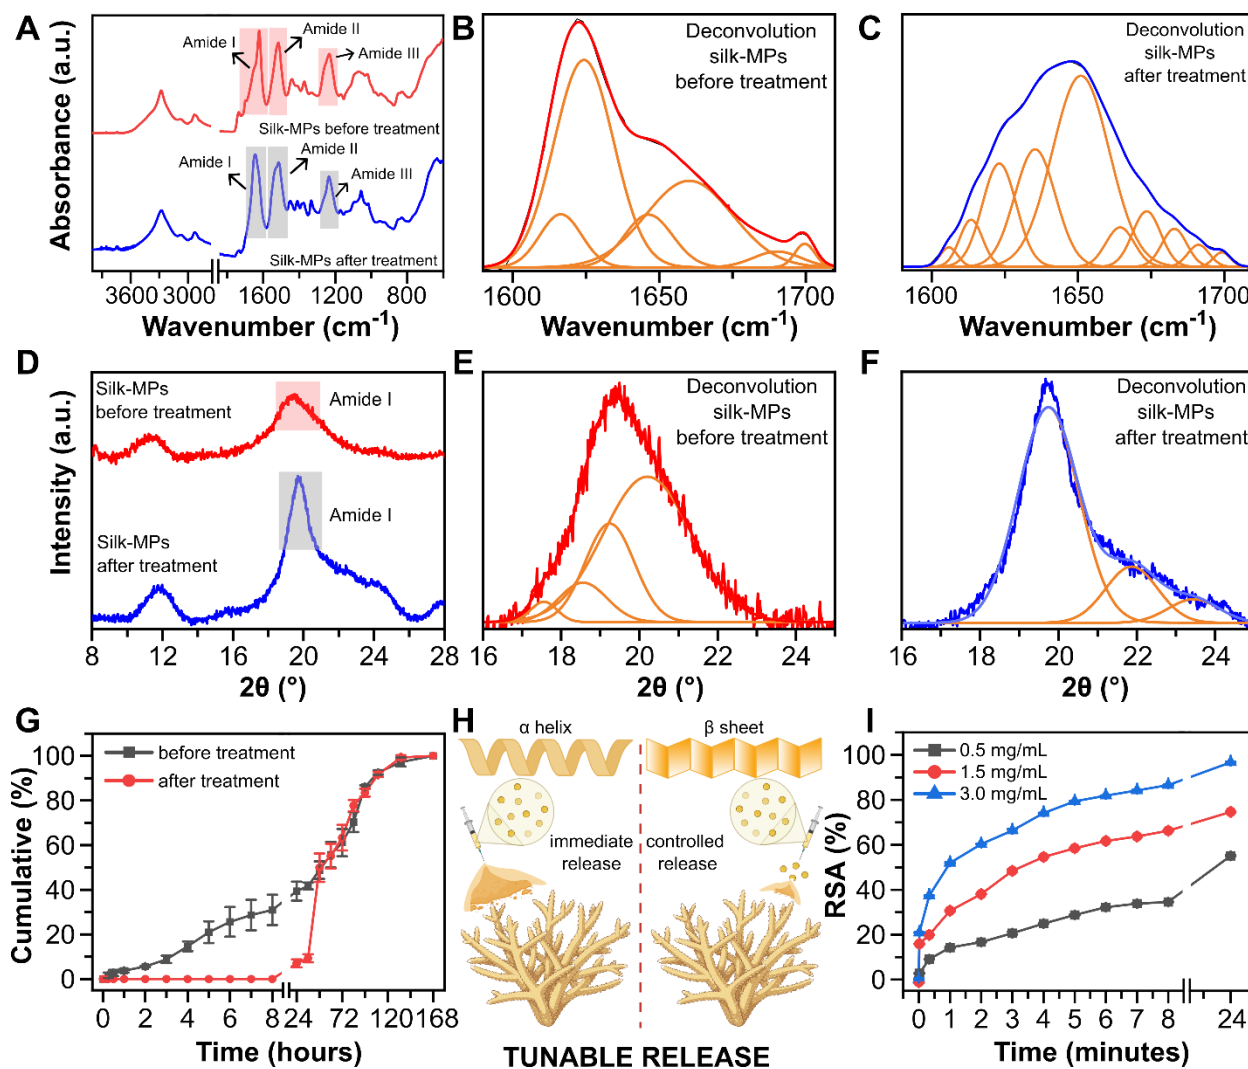 A
Absorbance (a.u.)
Amide I
Amide II
Amide III
Silk-MPs before treatment
Amide I
Amide II
Amide III
Silk-MPs after treatment
3600 3000 1600 1200 800
Wavenumber (cm-1)
B
Deconvolution
silk-MPs
before treatment
1600 1650 1700
Wavenumber (cm-1)
C
Deconvolution
silk-MPs
after treatment
1600 1650 1700
Wavenumber (cm-1)
D
Intensity (a.u.)
Silk-MPs
before treatment
Amide I
Silk-MPs
after treatment
Amide I
8 12 16 20 24 28
2θ (°)
E
Deconvolution
silk-MPs
before treatment
16 18 20 22 24
2θ (°)
F
Deconvolution
silk-MPs
after treatment
16 18 20 22 24
2θ (°)
G
Cumulative (%)
100
80
60
40
20
0
before treatment
after treatment
0 2 4 6 8 24 72 120 168
Time (hours)
H
α helix
β sheet
immediate
release
controlled
release
TUNABLE RELEASE
I
RSA (%)
100
80
60
40
20
0
0.5 mg/mL
1.5 mg/mL
3.0 mg/mL
0 1 2 3 4 5 6 7 8 24
Time (minutes)